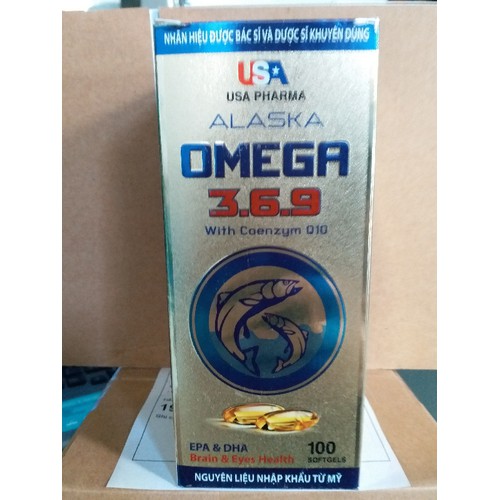 NHÃN HIỆU ĐƯỢC BÁC SĨ VÀ DƯỢC SĨ KHUYÊN DÙNG
USA
USA PHARMA
ALASKA
OMEGA
3.6.9
With Coenzym Q10
EPA & DHA
Brain & Eyes Health
100
SOFTGELS
NGUYÊN LIỆU NHẬP KHẨU TỪ MỸ